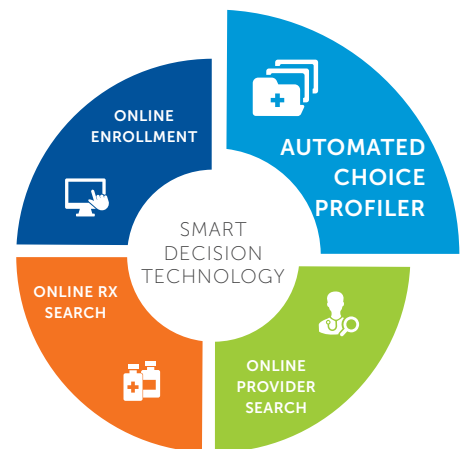 ONLINE
ENROLLMENT
AUTOMATED
CHOICE
PROFILER
SMART
DECISION
TECHNOLOGY
ONLINE RX
SEARCH
ONLINE
PROVIDER
SEARCH